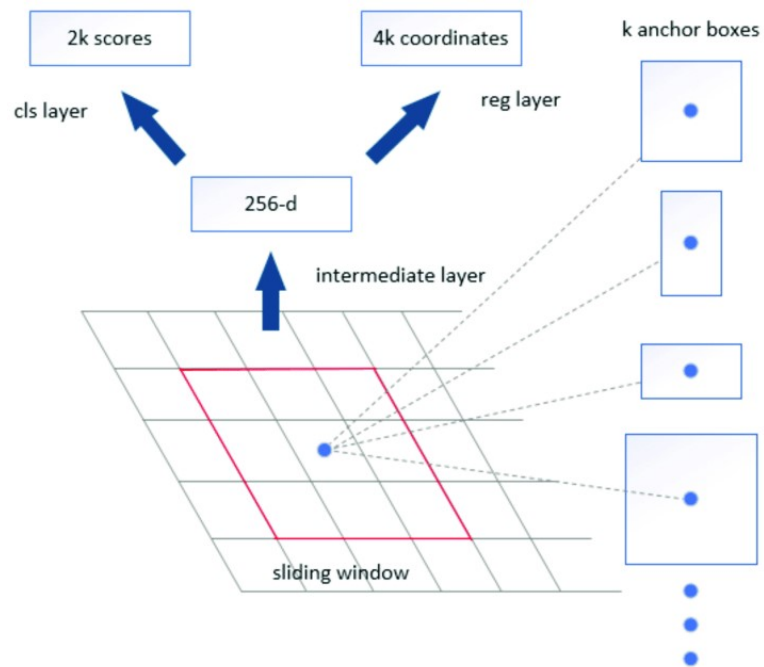 2k scores
4k coordinates
k anchor boxes
cls layer
reg layer
256-d
intermediate layer
sliding window